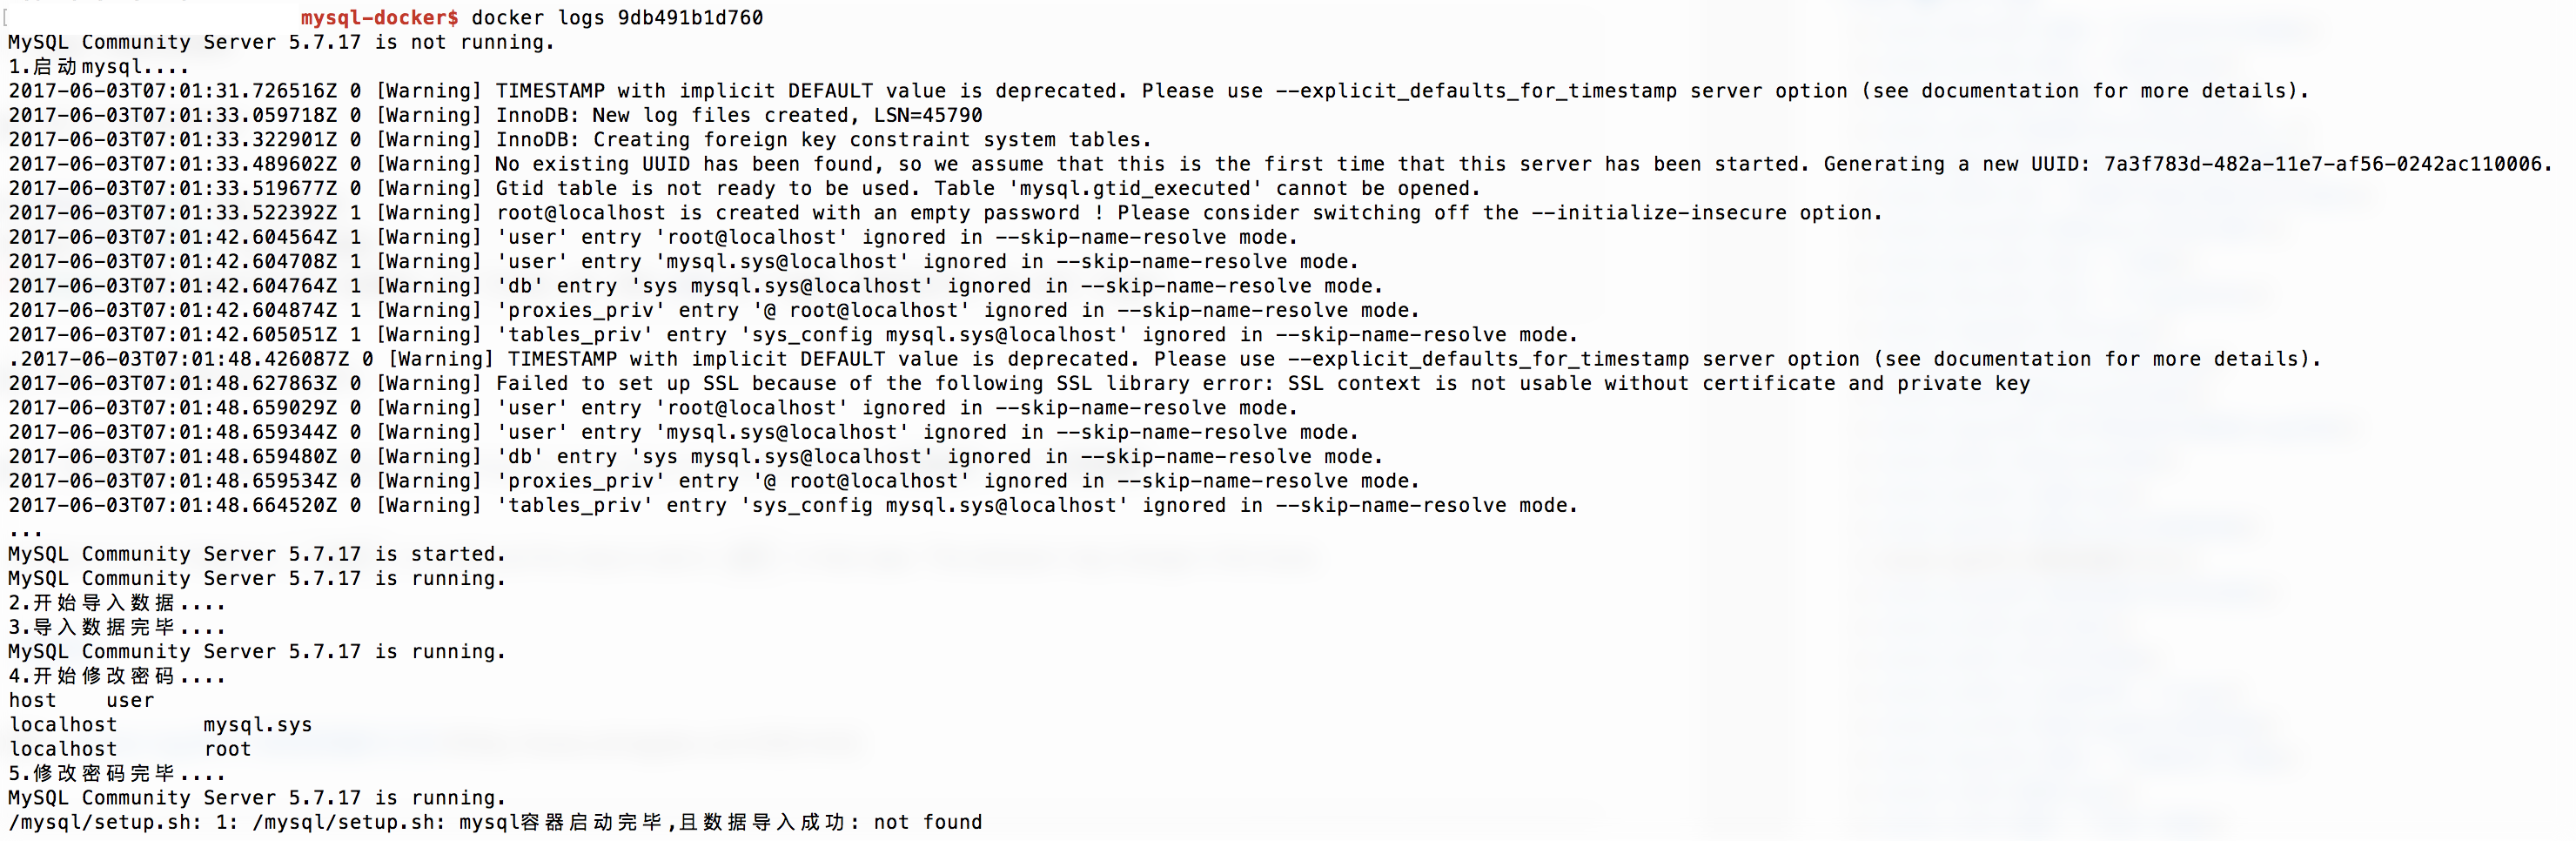 [ mysql-docker$ docker logs 9db491b1d760
MySQL Community Server 5.7.17 is not running.
1.启动mysql....
2017-06-03T07:01:31.726516Z 0 [Warning] TIMESTAMP with implicit DEFAULT value is deprecated. Please use --explicit_defaults_for_timestamp server option (see documentation for more details).
2017-06-03T07:01:33.059718Z 0 [Warning] InnoDB: New log files created, LSN=45790
2017-06-03T07:01:33.322901Z 0 [Warning] InnoDB: Creating foreign key constraint system tables.
2017-06-03T07:01:33.489602Z 0 [Warning] No existing UUID has been found, so we assume that this is the first time that this server has been started. Generating a new UUID: 7a3f783d-482a-11e7-af56-0242ac110006.
2017-06-03T07:01:33.519677Z 0 [Warning] Gtid table is not ready to be used. Table 'mysql.gtid_executed' cannot be opened.
2017-06-03T07:01:33.522392Z 1 [Warning] root@localhost is created with an empty password ! Please consider switching off the --initialize-insecure option.
2017-06-03T07:01:42.604564Z 1 [Warning] 'user' entry 'root@localhost' ignored in --skip-name-resolve mode.
2017-06-03T07:01:42.604708Z 1 [Warning] 'user' entry 'mysql.sys@localhost' ignored in --skip-name-resolve mode.
2017-06-03T07:01:42.604764Z 1 [Warning] 'db' entry 'sys mysql.sys@localhost' ignored in --skip-name-resolve mode.
2017-06-03T07:01:42.604874Z 1 [Warning] 'proxies_priv' entry '@ root@localhost' ignored in --skip-name-resolve mode.
2017-06-03T07:01:42.605051Z 1 [Warning] 'tables_priv' entry 'sys_config mysql.sys@localhost' ignored in --skip-name-resolve mode.
.2017-06-03T07:01:48.426087Z 0 [Warning] TIMESTAMP with implicit DEFAULT value is deprecated. Please use --explicit_defaults_for_timestamp server option (see documentation for more details).
2017-06-03T07:01:48.627863Z 0 [Warning] Failed to set up SSL because of the following SSL library error: SSL context is not usable without certificate and private key
2017-06-03T07:01:48.659029Z 0 [Warning] 'user' entry 'root@localhost' ignored in --skip-name-resolve mode.
2017-06-03T07:01:48.659344Z 0 [Warning] 'user' entry 'mysql.sys@localhost' ignored in --skip-name-resolve mode.
2017-06-03T07:01:48.659480Z 0 [Warning] 'db' entry 'sys mysql.sys@localhost' ignored in --skip-name-resolve mode.
2017-06-03T07:01:48.659534Z 0 [Warning] 'proxies_priv' entry '@ root@localhost' ignored in --skip-name-resolve mode.
2017-06-03T07:01:48.664520Z 0 [Warning] 'tables_priv' entry 'sys_config mysql.sys@localhost' ignored in --skip-name-resolve mode.
...
MySQL Community Server 5.7.17 is started.
MySQL Community Server 5.7.17 is running.
2.开始导入数据....
3.导入数据完毕....
MySQL Community Server 5.7.17 is running.
4.开始修改密码....
host    user
localhost       mysql.sys
localhost       root
5.修改密码完毕....
MySQL Community Server 5.7.17 is running.
/mysql/setup.sh: 1: /mysql/setup.sh: mysql容器启动完毕,且数据导入成功: not found